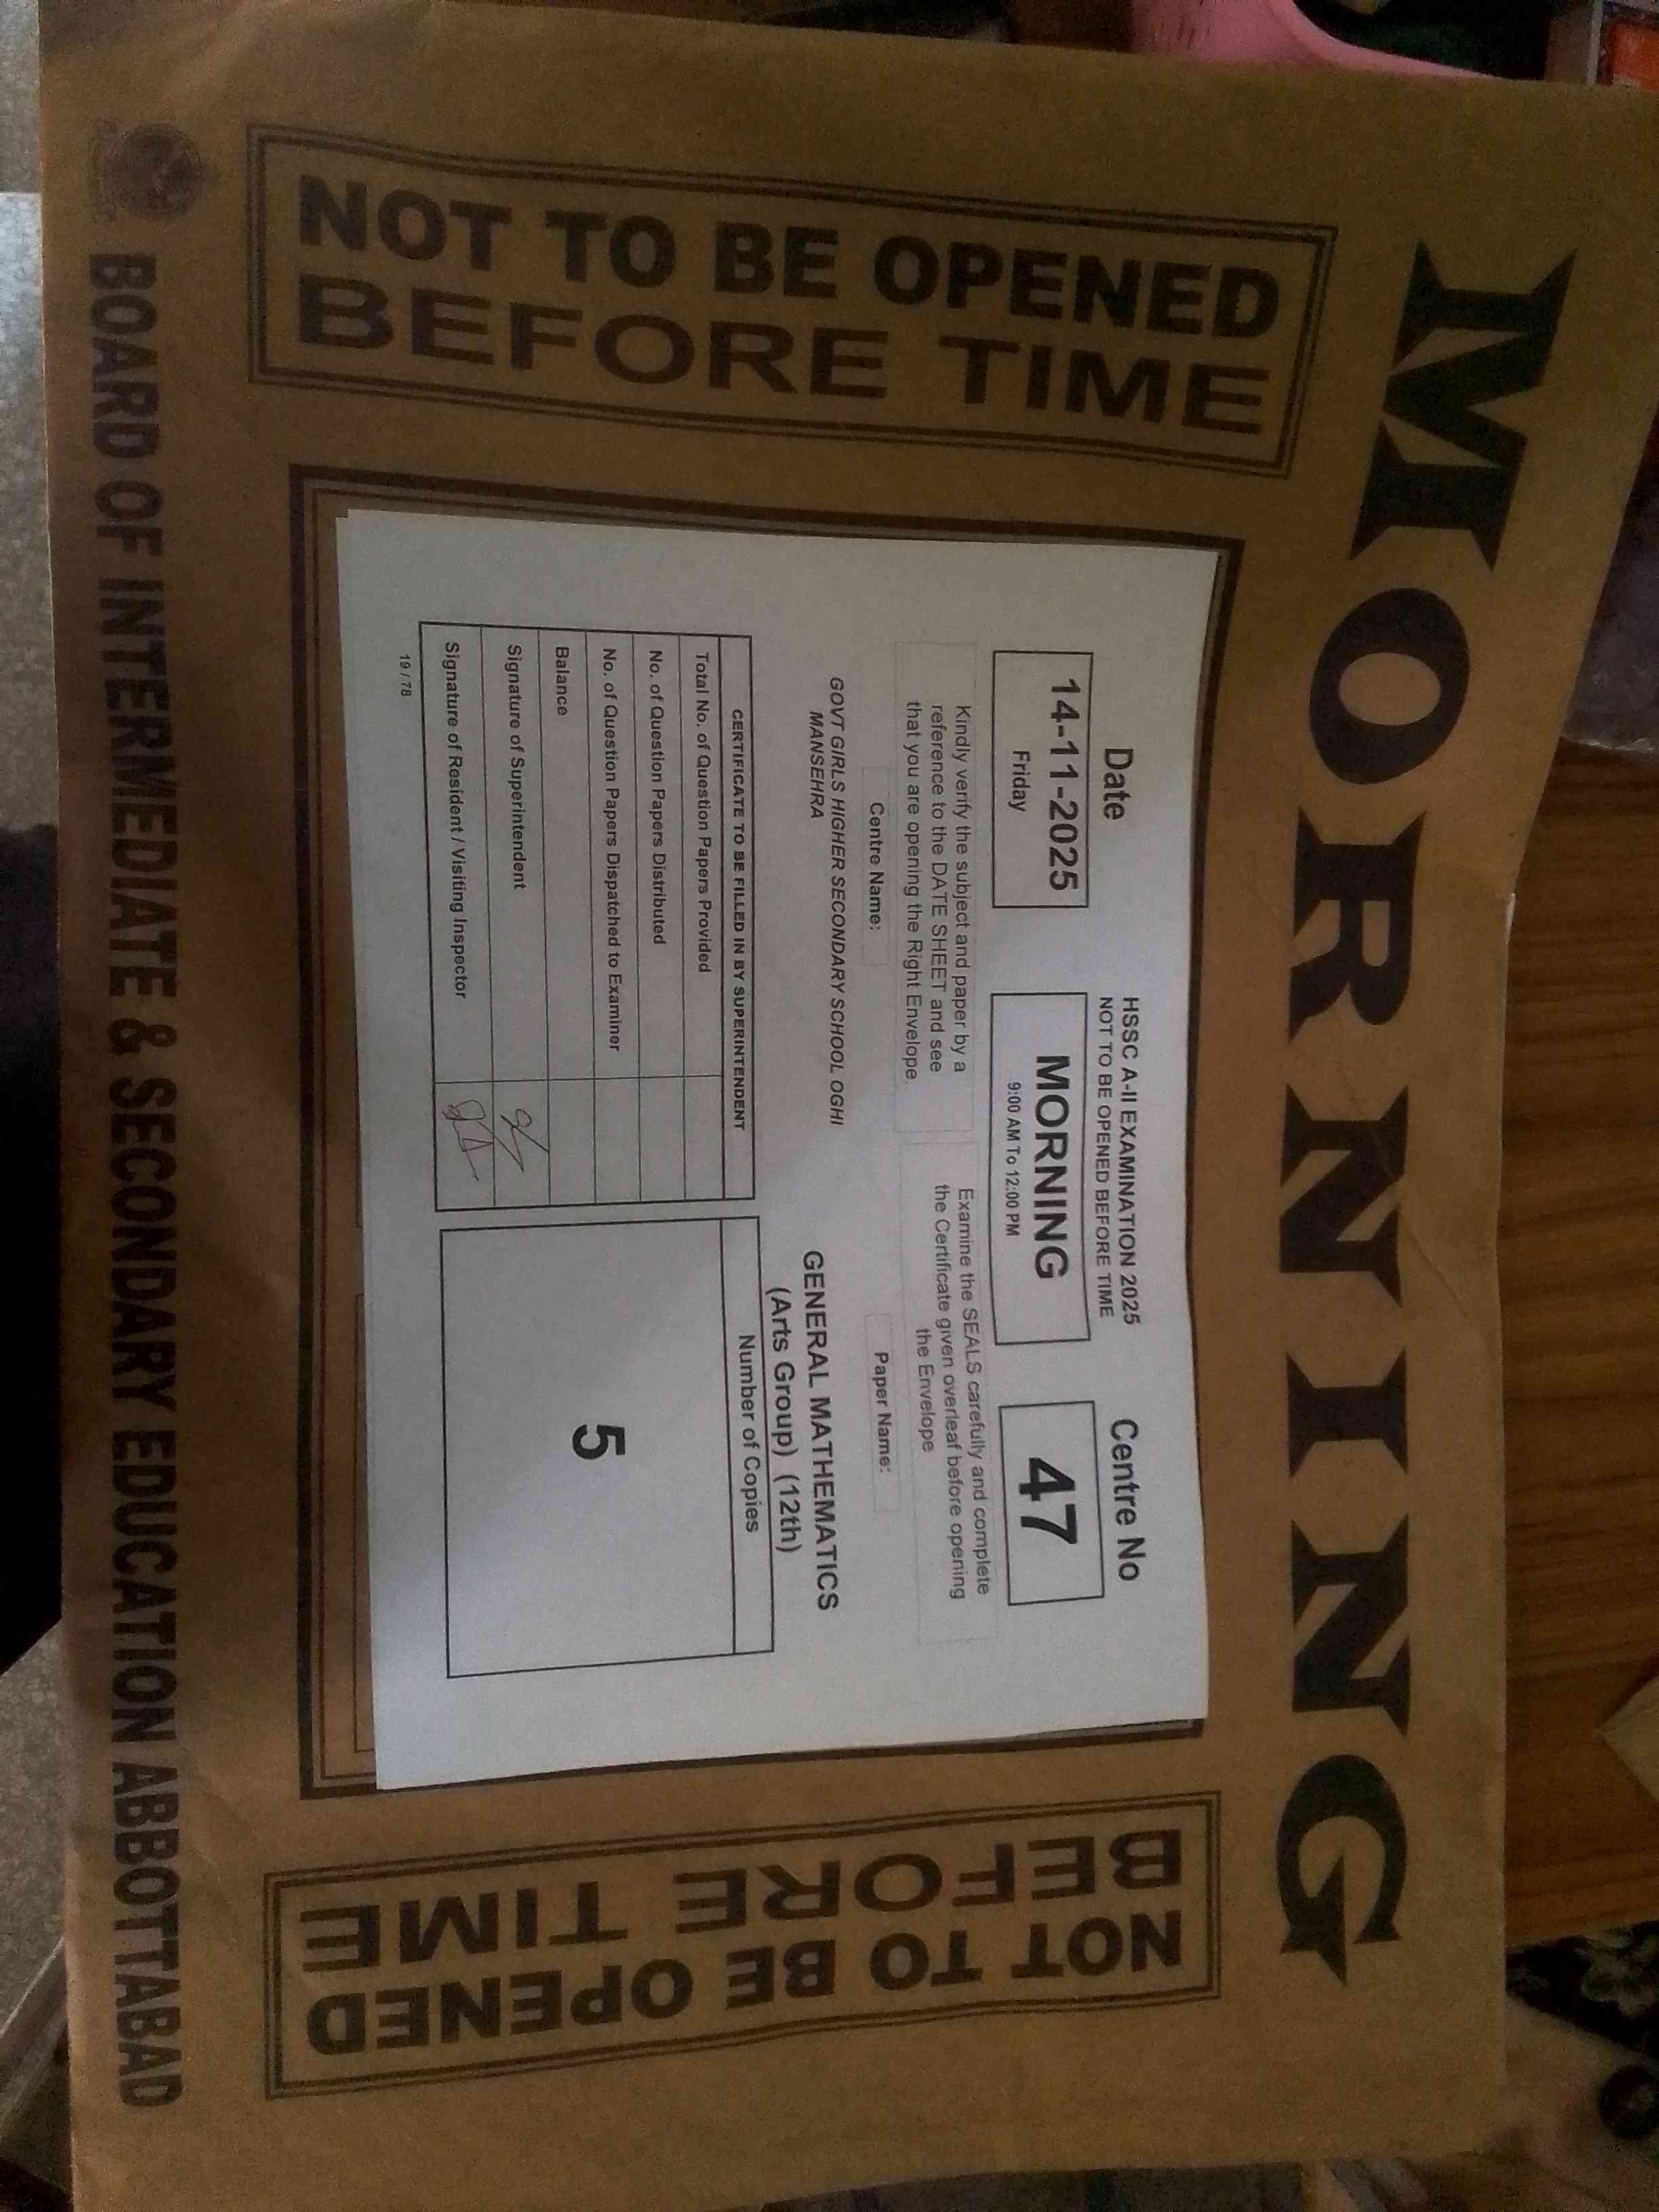 MORNING
NOT TO BE OPENED
BEFORE TIME
Date
14-11-2025
Friday
HSSC A-II EXAMINATION 2025
NOT TO BE OPENED BEFORE TIME
MORNING
9:00 AM To 12:00 PM
Centre No
47
Kindly verify the subject and paper by a
reference to the DATE SHEET and see
that you are opening the Right Envelope.
Examine the SEALS carefully and complete
the Certificate given overleaf before opening
the Envelope
Centre Name:
GOVT GIRLS HIGHER SECONDARY SCHOOL OGHI
MANSEHRA
Paper Name:
GENERAL MATHEMATICS
(Arts Group) (12th)
CERTIFICATE TO BE FILLED IN BY SUPERINTENDENT
Total No. of Question Papers Provided
No. of Question Papers Distributed
No. of Question Papers Dispatched to Examiner
Balance
Signature of Superintendent
Signature of Resident / Visiting Inspector
Number of Copies
5
19 / 78
NOT TO BE OPENED
BEFORE TIME
BOARD OF INTERMEDIATE & SECONDARY EDUCATION ABBOTTABAD